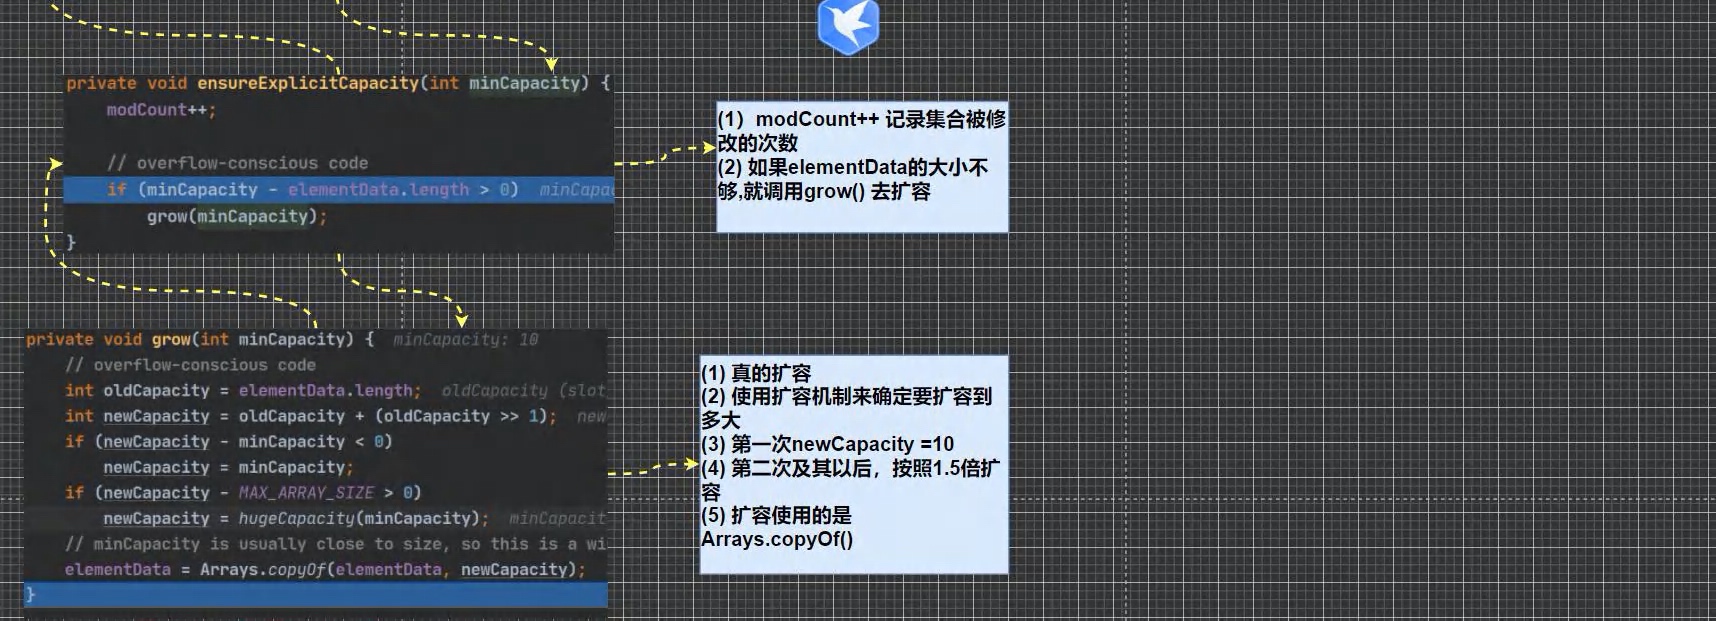 private void ensureExplicitCapacity(int minCapacity) {
modCount++;
// overflow-conscious code
if (minCapacity - elementData.length > 0)
grow(minCapacity);
}
(1）modCount++ 记录集合被修
改的次数
(2) 如果elementData的大小不
够,就调用grow() 去扩容
private void grow(int minCapacity) { minCapacity: 10
// overflow-conscious code
int oldCapacity = elementData.length; oldCapacity (slot
int newCapacity = oldCapacity + (oldCapacity >> 1); new
if (newCapacity - minCapacity < 0)
newCapacity = minCapacity;
if (newCapacity - MAX_ARRAY_SIZE > 0)
newCapacity = hugeCapacity(minCapacity); minCapacit
// minCapacity is usually close to size, so this is a wi
elementData = Arrays.copyOf(elementData, newCapacity);
}
(1) 真的扩容
(2) 使用扩容机制来确定要扩容到
多大
(3) 第一次newCapacity =10
(4) 第二次及其以后，按照1.5倍扩
容
(5) 扩容使用的是
Arrays.copyOf()